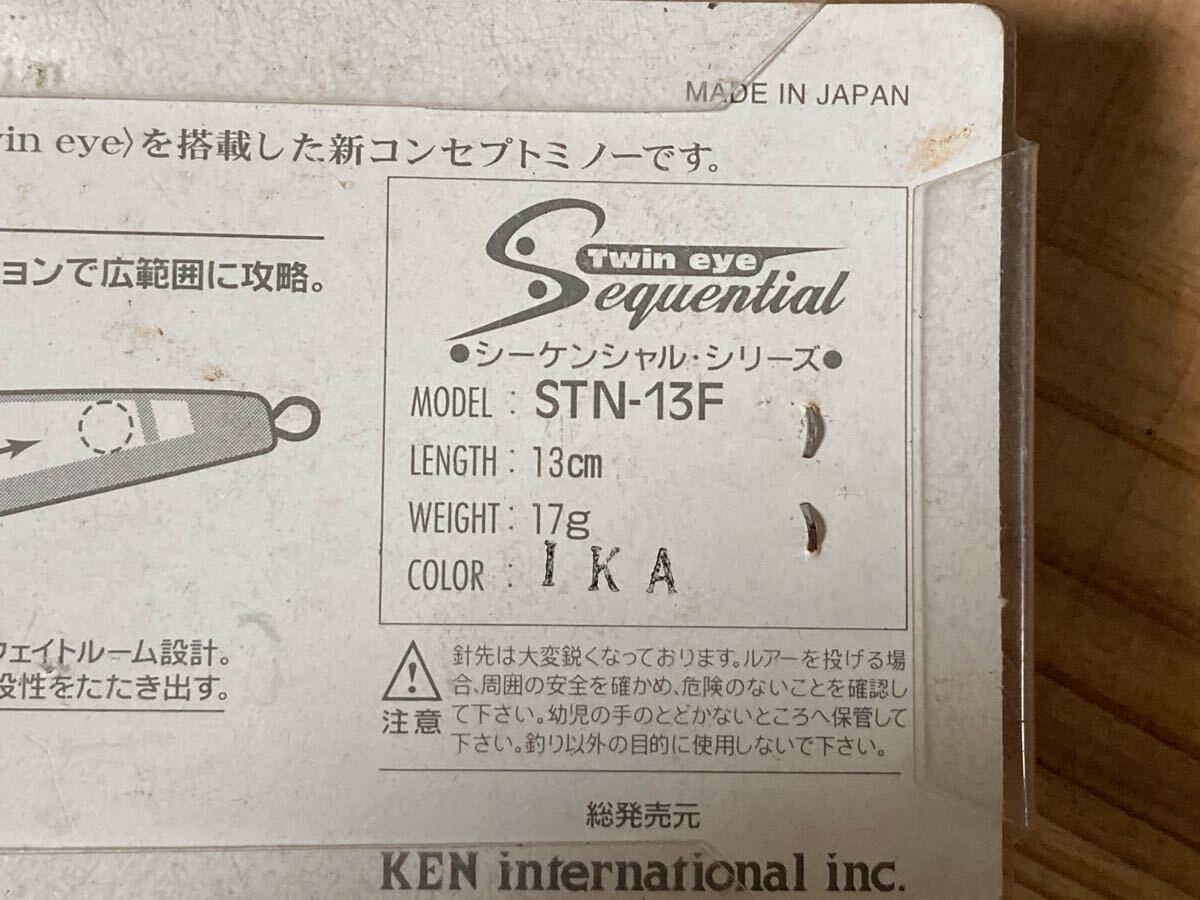 MADE IN JAPAN
win eye〉を搭載した新コンセプトミノーです。
ョンで広範囲に攻略。
Twin eye
Sequential
●シーケンシャル・シリーズ●
MODEL : STN-13F
LENGTH : 13cm
WEIGHT : 17g
COLOR : IKA
ウェイトルーム設計。
投性をたたき出す。
注意
針先は大変鋭くなっております。ルアーを投げる場
合、周囲の安全を確かめ、危険のないことを確認し
て下さい。幼児の手のとどかないところへ保管して
下さい。釣り以外の目的に使用しないで下さい。
総発売元
KEN international inc.